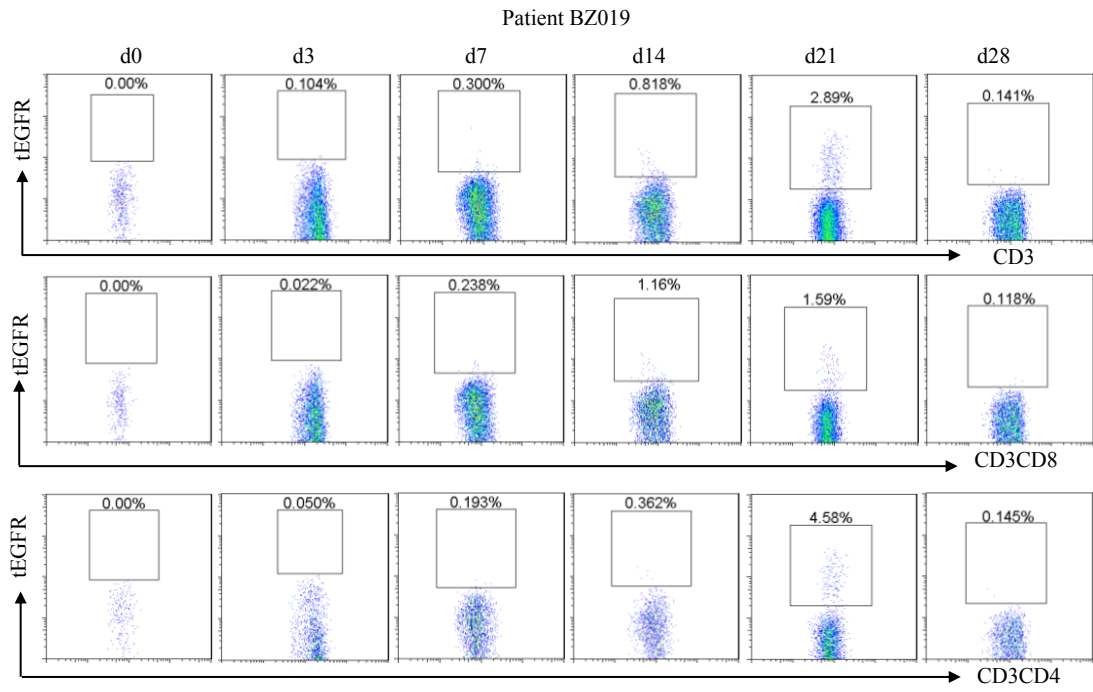 Patient BZ019
d0 d3 d7 d14 d21 d28
tEGFR
0.00% 0.104% 0.300% 0.818% 2.89% 0.141%
CD3
tEGFR
0.00% 0.022% 0.238% 1.16% 1.59% 0.118%
CD3CD8
tEGFR
0.00% 0.050% 0.193% 0.362% 4.58% 0.145%
CD3CD4